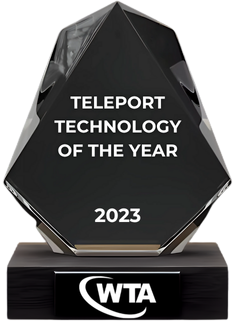 TELEPORT
TECHNOLOGY
OF THE YEAR
2023
WTA